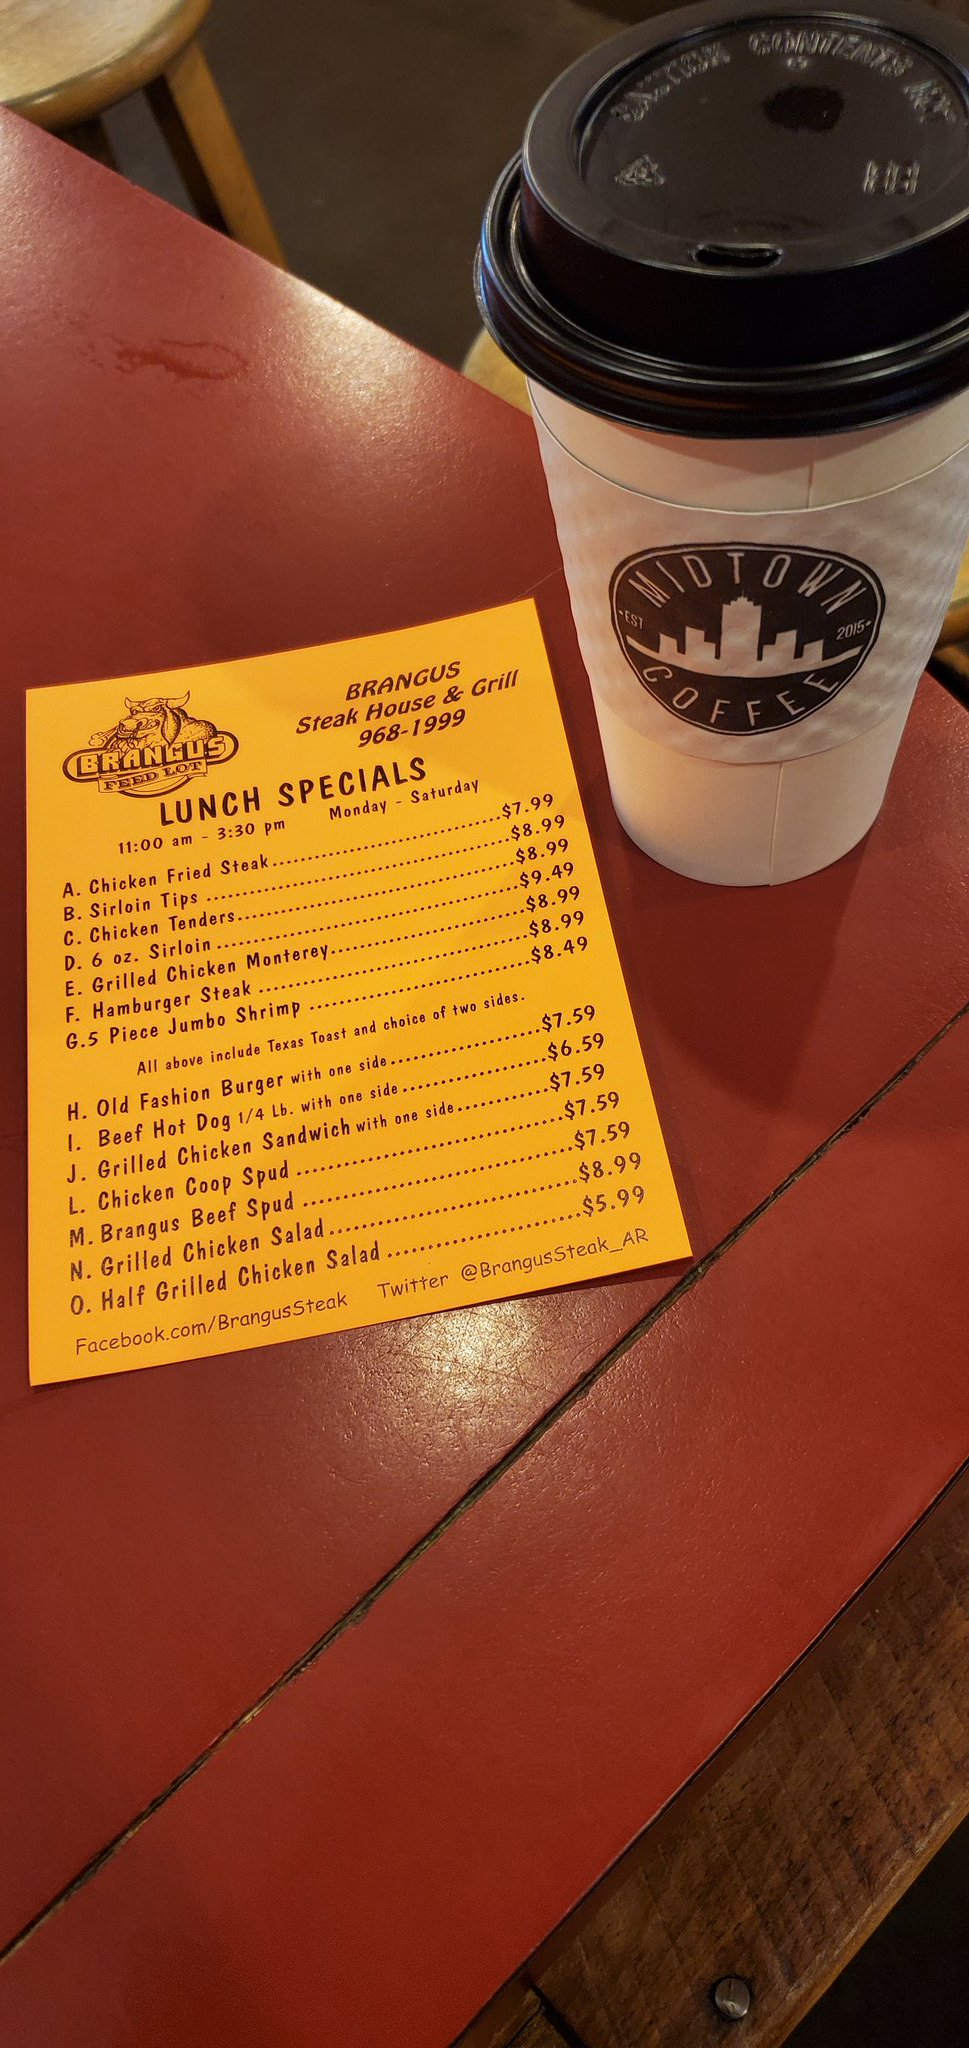 CAUTION CONTENTS HOT
MIDTOWN
EST 2015
COFFEE
BRANGUS
FEED LOT
BRANGUS
Steak House & Grill
968-1999
LUNCH SPECIALS
11:00 am - 3:30 pm Monday - Saturday
A. Chicken Fried Steak..............................$7.99
B. Sirloin Tips ..............................$8.99
C. Chicken Tenders..............................$8.99
D. 6 oz. Sirloin ..............................$9.49
E. Grilled Chicken Monterey....................$8.99
F. Hamburger Steak ..............................$8.99
G.5 Piece Jumbo Shrimp .........................$8.49
All above include Texas Toast and choice of two sides.
H. Old Fashion Burger with one side....................$7.59
I. Beef Hot Dog 1/4 Lb. with one side ..................$6.59
J. Grilled Chicken Sandwich with one side.............$7.59
L. Chicken Coop Spud ..............................$7.59
M. Brangus Beef Spud ..............................$7.59
N. Grilled Chicken Salad..............................$8.99
O. Half Grilled Chicken Salad .........................$5.99
Facebook.com/BrangusSteak Twitter @BrangusSteak_AR